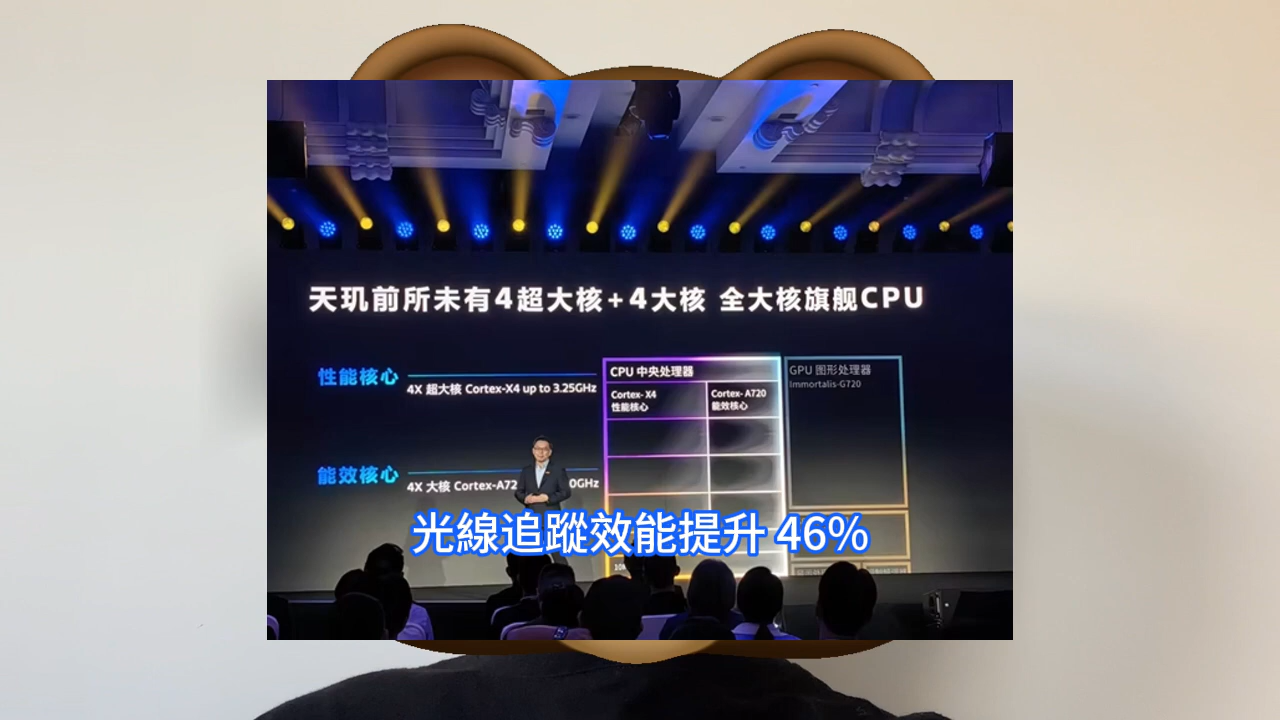 天玑前所未有4超大核+4大核 全大核旗舰CPU
性能核心
4X 超大核 Cortex-X4 up to 3.25GHz
CPU 中央处理器
Cortex-X4
性能核心
Cortex-A720
能效核心
GPU 图形处理器
Immortalis-G720
能效核心
4X 大核 Cortex-A72
0GHz
光線追蹤效能提升 46%